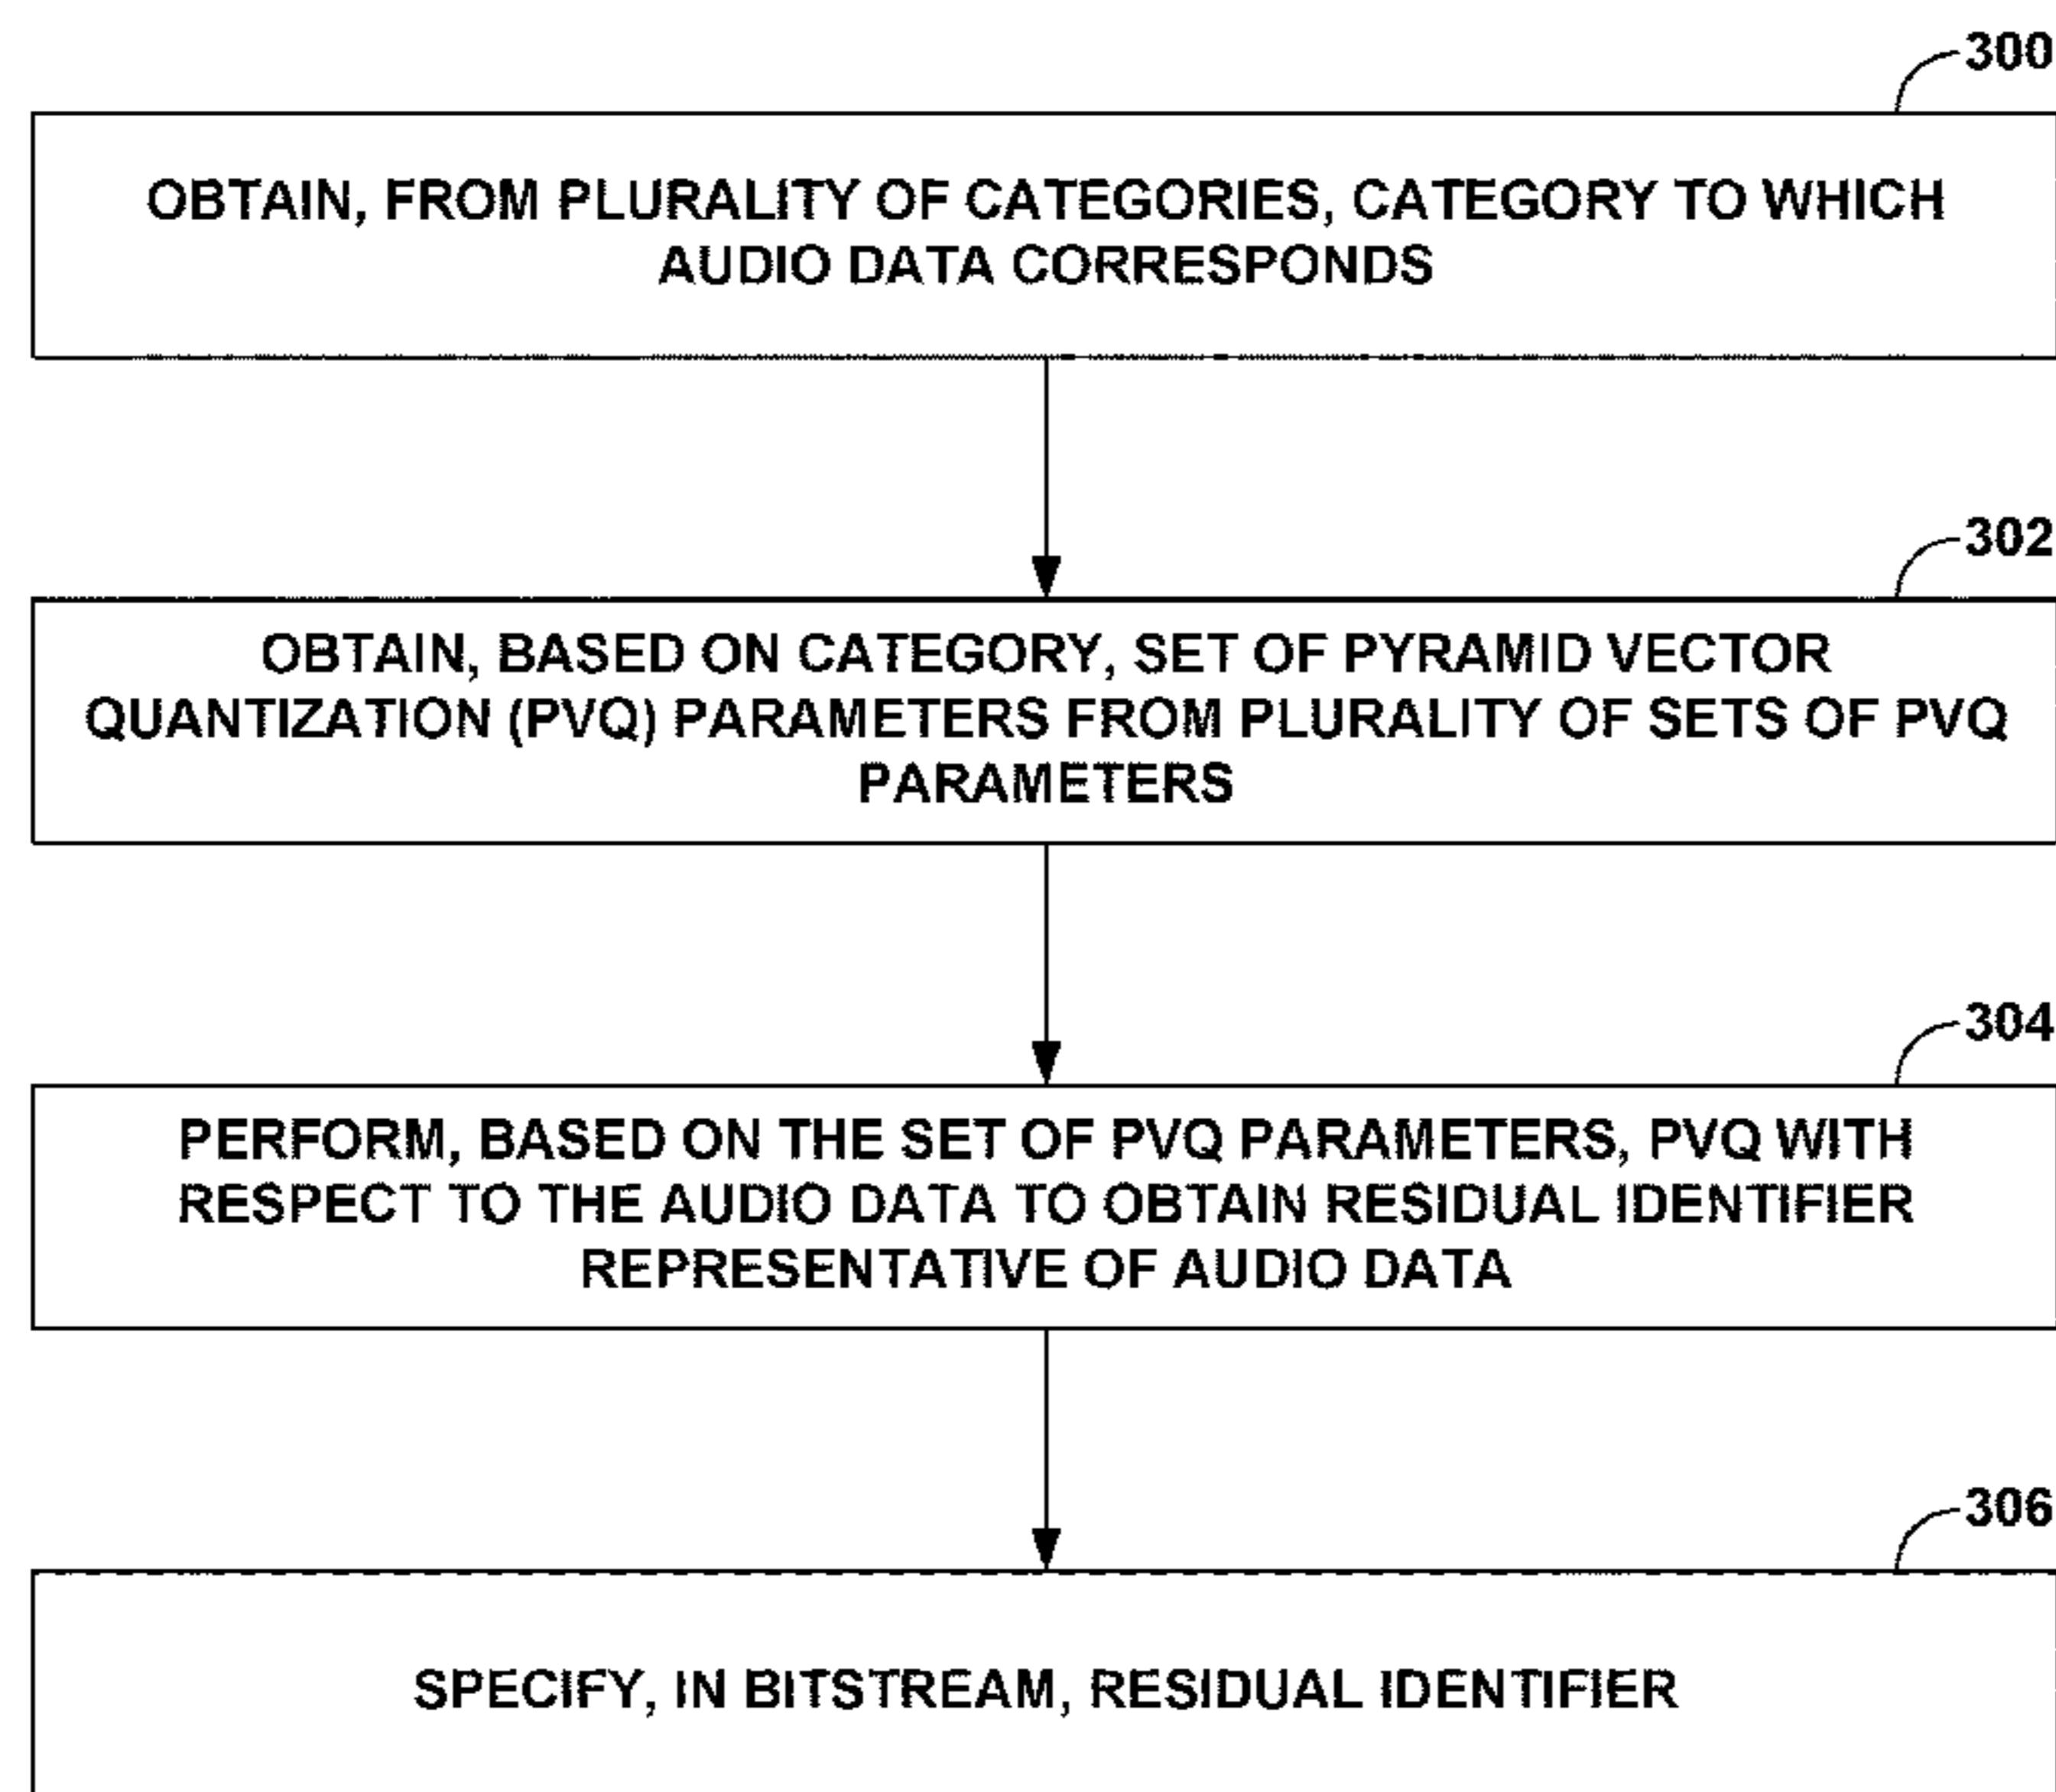 300
OBTAIN, FROM PLURALITY OF CATEGORIES, CATEGORY TO WHICH
AUDIO DATA CORRESPONDS
302
OBTAIN, BASED ON CATEGORY, SET OF PYRAMID VECTOR
QUANTIZATION (PVQ) PARAMETERS FROM PLURALITY OF SETS OF PVQ
PARAMETERS
304
PERFORM, BASED ON THE SET OF PVQ PARAMETERS, PVQ WITH
RESPECT TO THE AUDIO DATA TO OBTAIN RESIDUAL IDENTIFIER
REPRESENTATIVE OF AUDIO DATA
306
SPECIFY, IN BITSTREAM, RESIDUAL IDENTIFIER